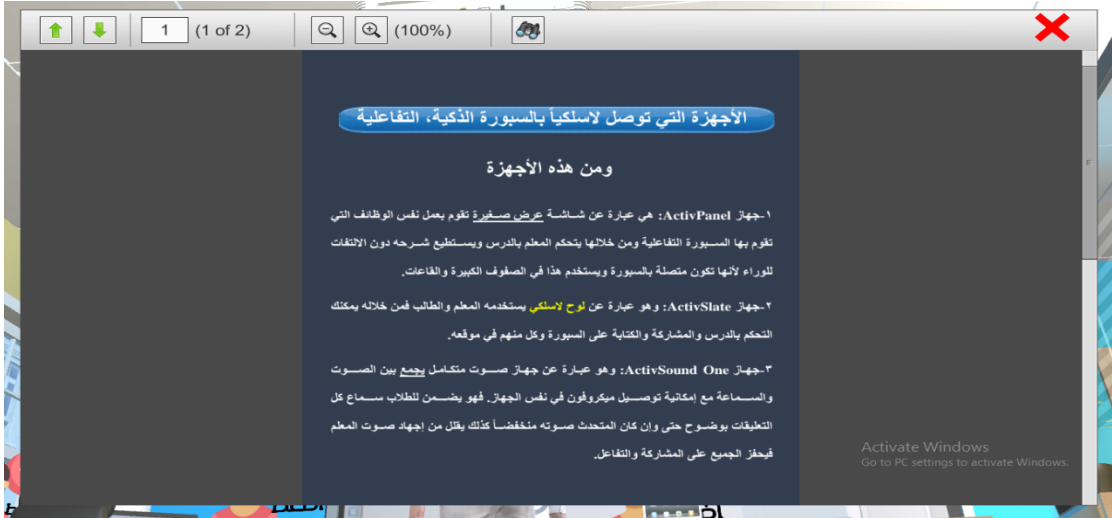 1 (1 of 2) (100%)
الأجهزة التي توصل لاسلكياً بالسبورة الذكية، التفاعلية
ومن هذه الأجهزة
١-جهاز ActivPanel: هي عبارة عن شاشة عرض صغيرة تقوم بعمل نفس الوظائف التي
تقوم بها السبورة التفاعلية ومن خلالها يتحكم المعلم بالدرس ويستطيع شرحه دون الالتفات
للوراء لأنها تكون متصلة بالسبورة ويستخدم هذا في الصفوف الكبيرة والقاعات.
٢-جهاز ActivSlate: وهو عبارة عن لوح لاسلكي يستخدمه المعلم والطالب فمن خلاله يمكنك
التحكم بالدرس والمشاركة والكتابة على السبورة وكل منهم في موقعه.
٣-جهاز ActivSound One: وهو عبارة عن جهاز صوت متكامل يجمع بين الصوت
والسماعة مع إمكانية توصيل ميكروفون في نفس الجهاز. فهو يضمن للطلاب سماع كل
التعليقات بوضوح حتى وإن كان المتحدث صوته منخفضاً كذلك يقلل من إجهاد صوت المعلم
فيحفز الجميع على المشاركة والتفاعل.
Activate Windows
Go to PC settings to activate Windows.